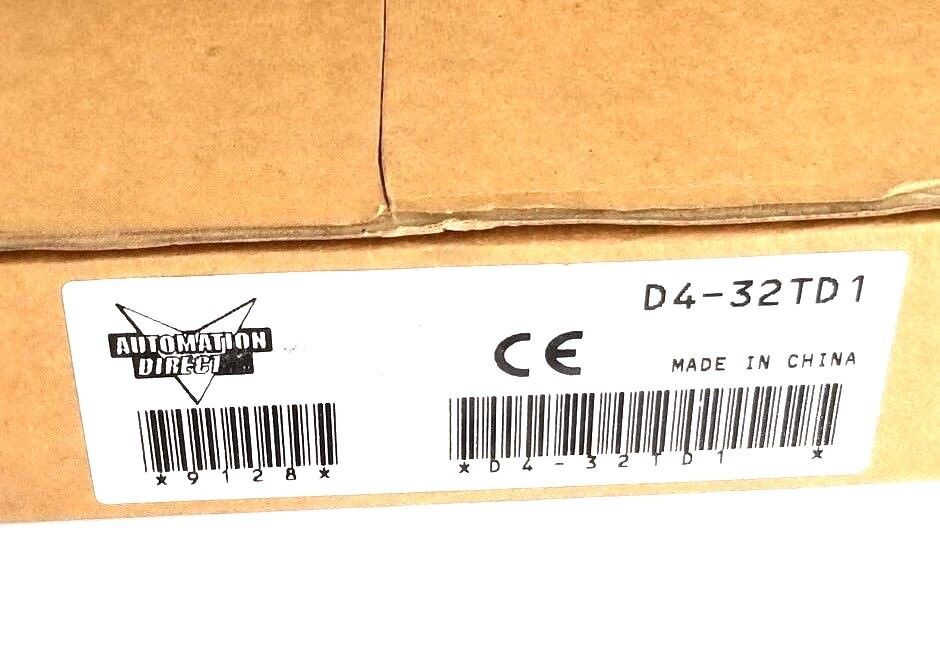 D4-32TD1
AUTOMATION
DIRECT
CE
MADE IN CHINA
*9128*
*D4-32TD1 *